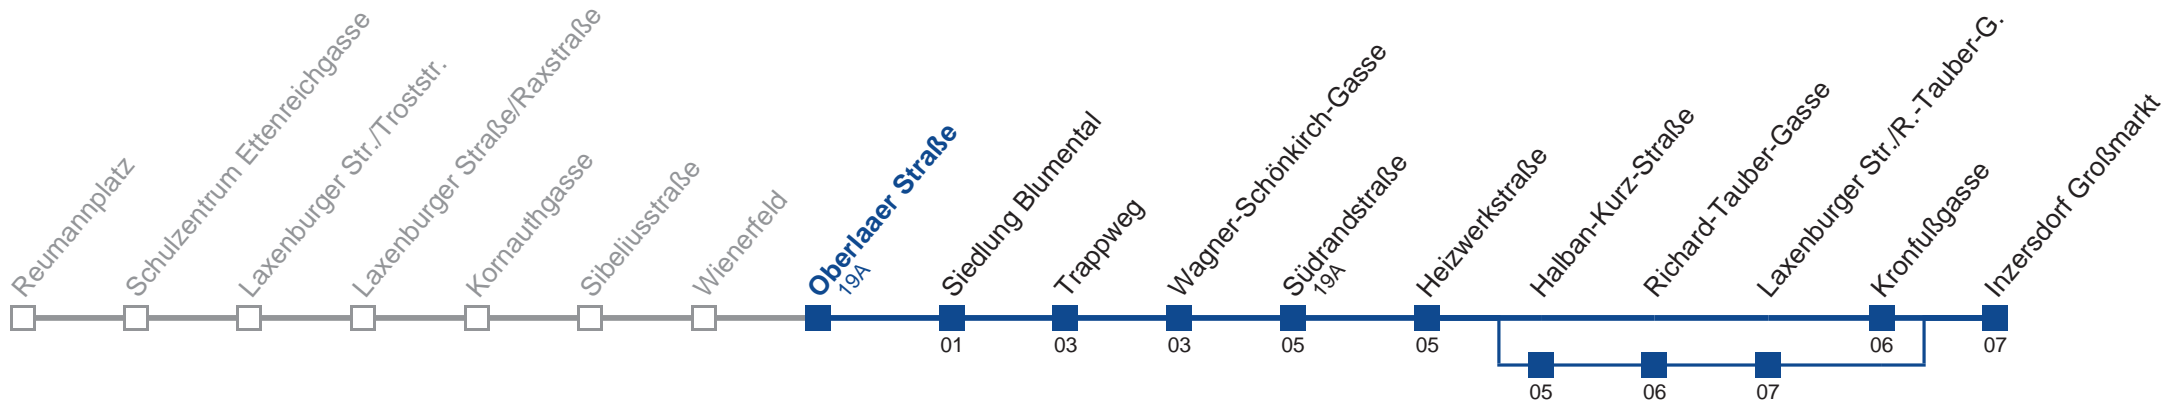 Reumannplatz
Schulzentrum Ettenreichgasse
Laxenburger Str./Troststr.
Laxenburger Straße/Raxstraße
Kornauthgasse
Sibeliusstraße
Wienerfeld
Oberlaaer Straße
19A
Siedlung Blumental
Trappweg
Wagner-Schönkirch-Gasse
Südrandstraße
19A
Heizwerkstraße
Halban-Kurz-Straße
Richard-Tauber-Gasse
Laxenburger Str./R.-Tauber-G.
Kronfußgasse
Inzersdorf Großmarkt
01 03 03 05 05 06 07
05 06 07